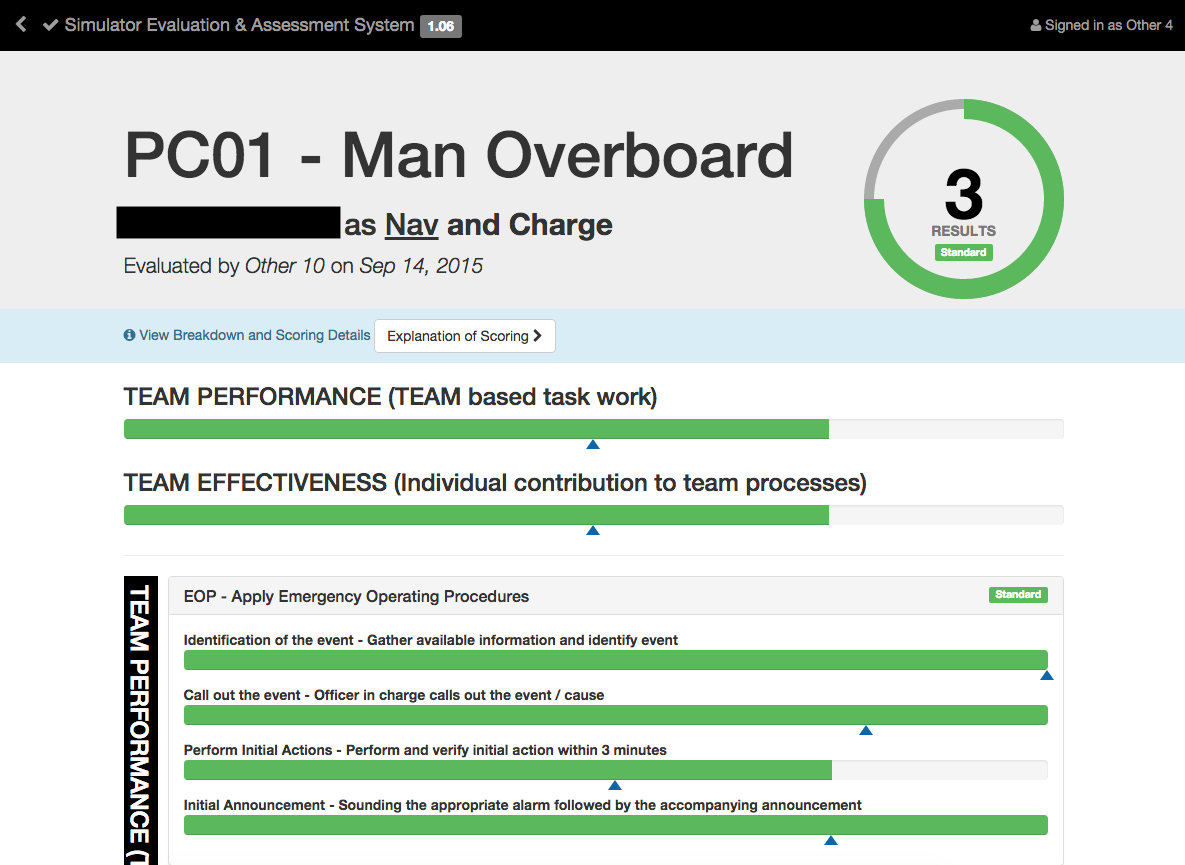 Simulator Evaluation & Assessment System 1.06
Signed in as Other 4
PC01 - Man Overboard
as Nav and Charge
Evaluated by Other 10 on Sep 14, 2015
3
RESULTS
Standard
View Breakdown and Scoring Details
Explanation of Scoring
TEAM PERFORMANCE (TEAM based task work)
TEAM EFFECTIVENESS (Individual contribution to team processes)
TEAM PERFORMANCE (T
EOP - Apply Emergency Operating Procedures
Standard
Identification of the event - Gather available information and identify event
Call out the event - Officer in charge calls out the event / cause
Perform Initial Actions - Perform and verify initial action within 3 minutes
Initial Announcement - Sounding the appropriate alarm followed by the accompanying announcement